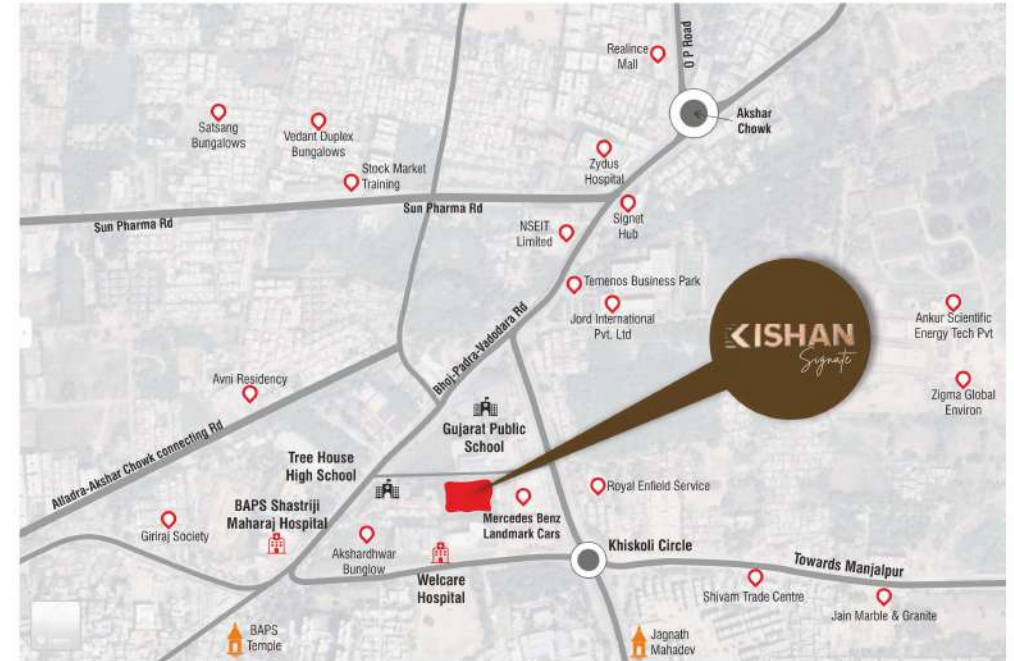 Realince
Mall
O P Road
Akshar
Chowk
Satsang
Bungalows
Vedant Duplex
Bungalows
Stock Market
Training
Zydus
Hospital
Sun Pharma Rd
Sun Pharma Rd
Signet
Hub
NSEIT
Limited
Temenos Business Park
Jord International
Pvt. Ltd
KISHAN
Signate
Ankur Scientific
Energy Tech Pvt
Bhoj-Padra-Vadodara Rd
Avni Residency
Zigma Global
Environ
Gujarat Public
School
Atladra-Akshar Chowk connecting Rd
Tree House
High School
Royal Enfield Service
BAPS Shastriji
Maharaj Hospital
Mercedes Benz
Landmark Cars
Giriraj Society
Akshardhwar
Bunglow
Khiskoli Circle
Towards Manjalpur
Welcare
Hospital
Shivam Trade Centre
Jain Marble & Granite
BAPS
Temple
Jagnath
Mahadev